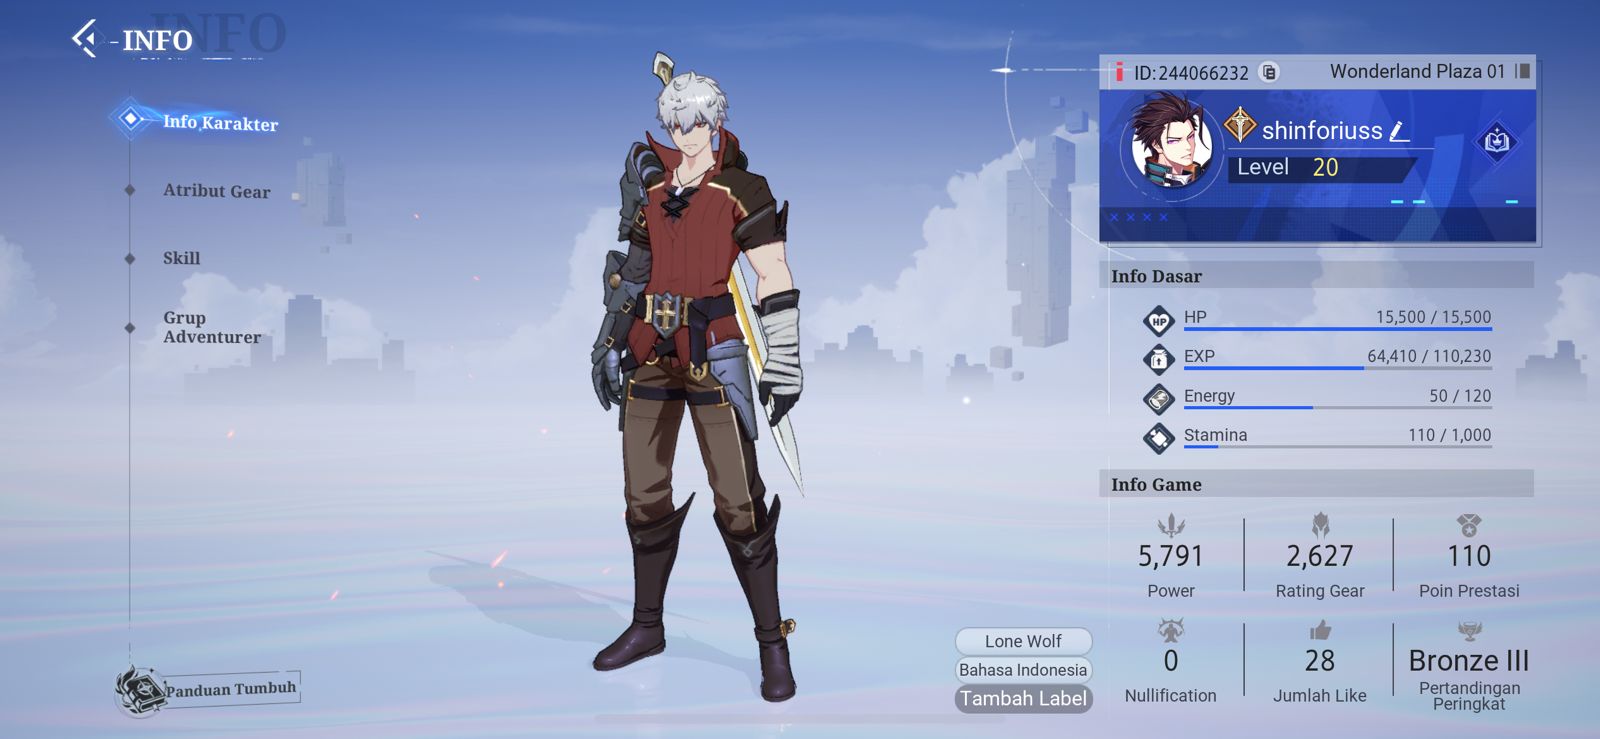 INFO
Info Karakter
Atribut Gear
Skill
Grup
Adventurer
Panduan Tumbuh
Lone Wolf
Bahasa Indonesia
Tambah Label
ID:244066232
Wonderland Plaza 01
shinforiuss
Level 20
Info Dasar
HP 15,500 / 15,500
EXP 64,410 / 110,230
Energy 50 / 120
Stamina 110 / 1,000
Info Game
5,791
Power
2,627
Rating Gear
110
Poin Prestasi
0
Nullification
28
Jumlah Like
Bronze III
Pertandingan
Peringkat